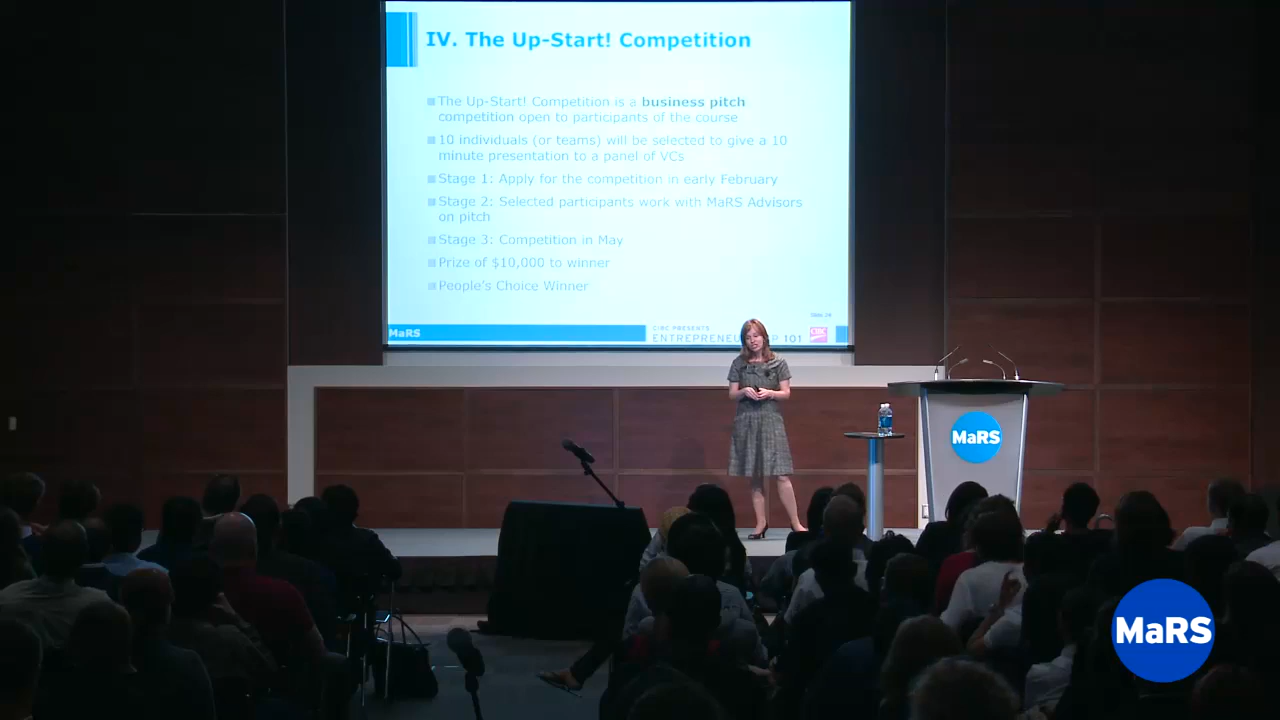 IV. The Up-Start! Competition
The Up-Start! Competition is a business pitch
competition open to participants of the course
10 individuals (or teams) will be selected to give a 10
minute presentation to a panel of VCs
Stage 1: Apply for the competition in early February
Stage 2: Selected participants work with MaRS Advisors
on pitch
Stage 3: Competition in May
Prize of $10,000 to winner
People's Choice Winner
MaRS
CIBC PRESENTS
101
MaRS
MaRS